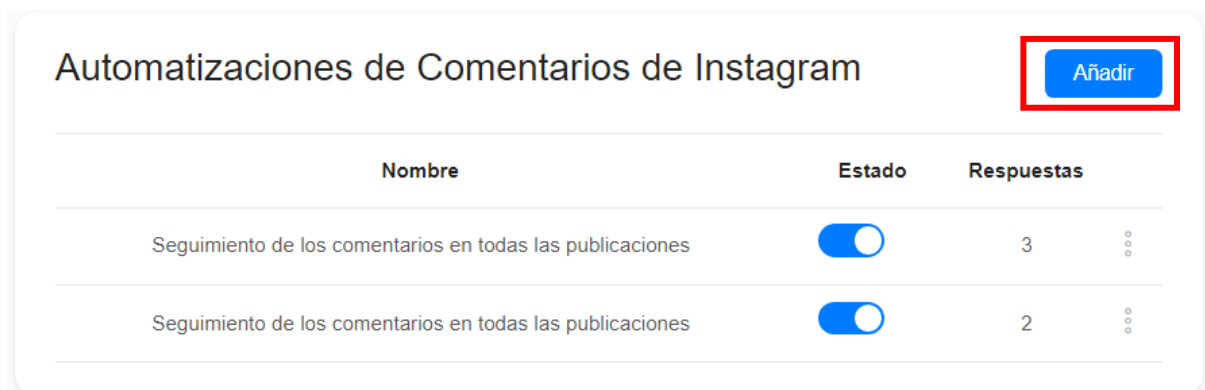 Automatizaciones de Comentarios de Instagram
Añadir
Nombre Estado Respuestas
Seguimiento de los comentarios en todas las publicaciones 3
Seguimiento de los comentarios en todas las publicaciones 2